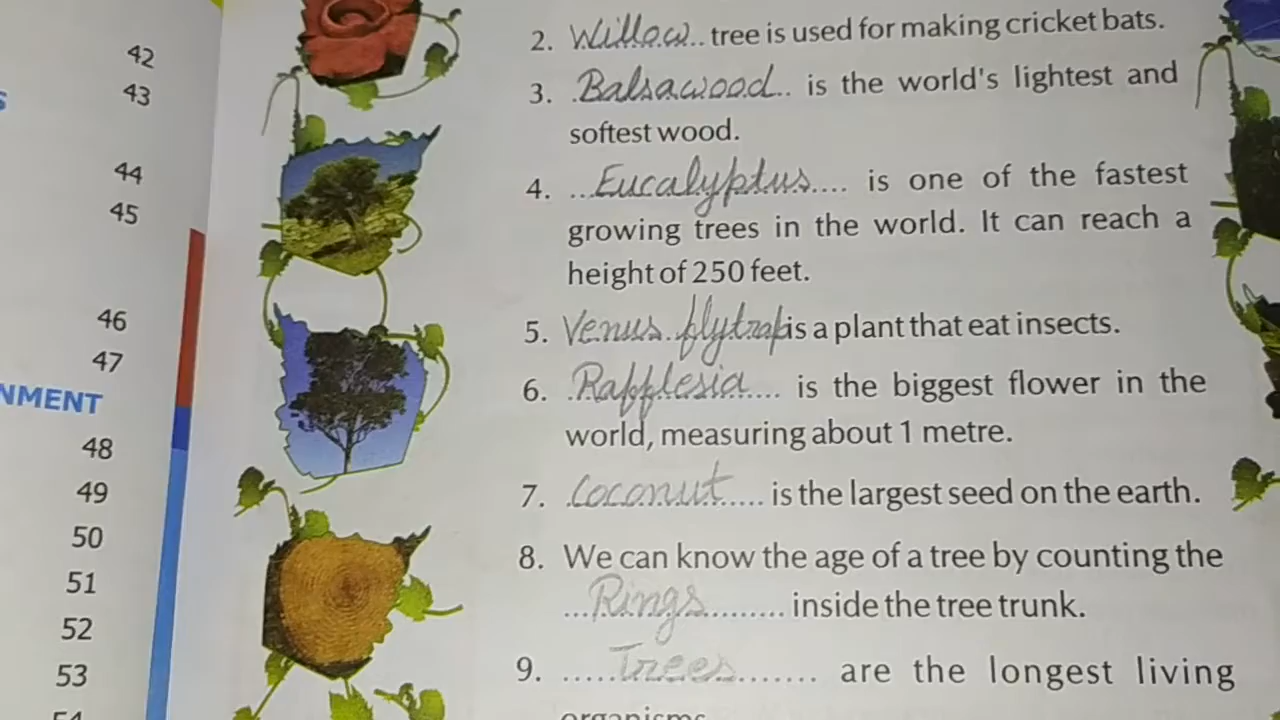 42
43
S
44
45
46
47
NMENT
48
49
50
51
52
53
54
2. Willow tree is used for making cricket bats.
3. Balsawood is the world's lightest and
softest wood.
4. Eucalyptus is one of the fastest
growing trees in the world. It can reach a
height of 250 feet.
5. Venus flytrap is a plant that eat insects.
6. Rafflesia is the biggest flower in the
world, measuring about 1 metre.
7. Coconut is the largest seed on the earth.
8. We can know the age of a tree by counting the
Rings inside the tree trunk.
9. Trees are the longest living
organisms